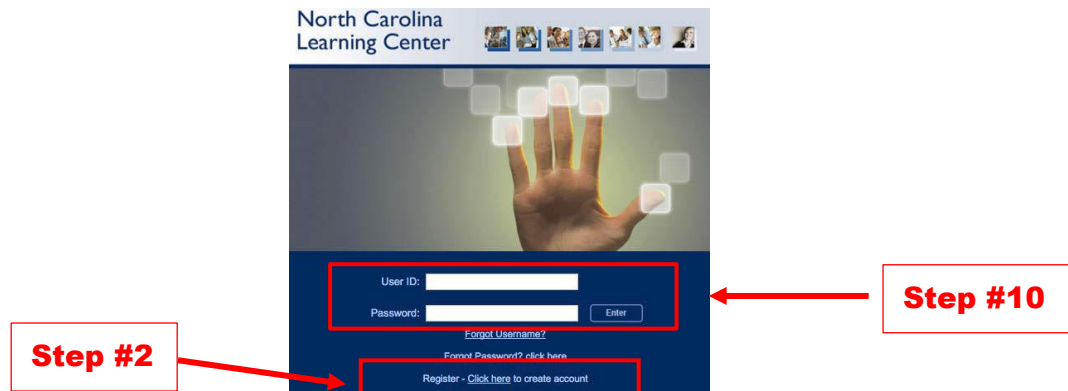 North Carolina
Learning Center
User ID:
Password:
Enter
Forgot Username?
Forgot Password? click here
Register - Click here to create account
Step #10
Step #2